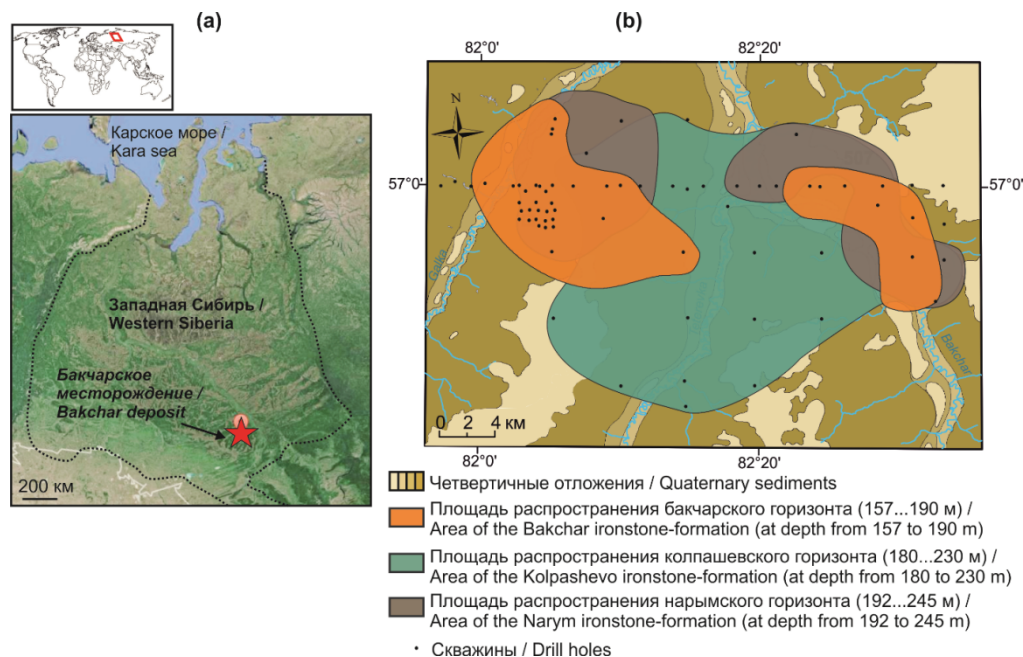 (a)
(b)
Карское море /
Kara sea
Западная Сибирь /
Western Siberia
Бакчарское
месторождение /
Bakchar deposit
200 км
82°0'
82°20'
57°0'
57°0'
N
Bakchar
0 2 4 КМ
82°0'
82°20'
Четвертичные отложения / Quaternary sediments
Площадь распространения бакчарского горизонта (157...190 м) /
Area of the Bakchar ironstone-formation (at depth from 157 to 190 m)
Площадь распространения колпашевского горизонта (180...230 м) /
Area of the Kolpashevo ironstone-formation (at depth from 180 to 230 m)
Площадь распространения нарымского горизонта (192...245 м) /
Area of the Narym ironstone-formation (at depth from 192 to 245 m)
Скважины / Drill holes